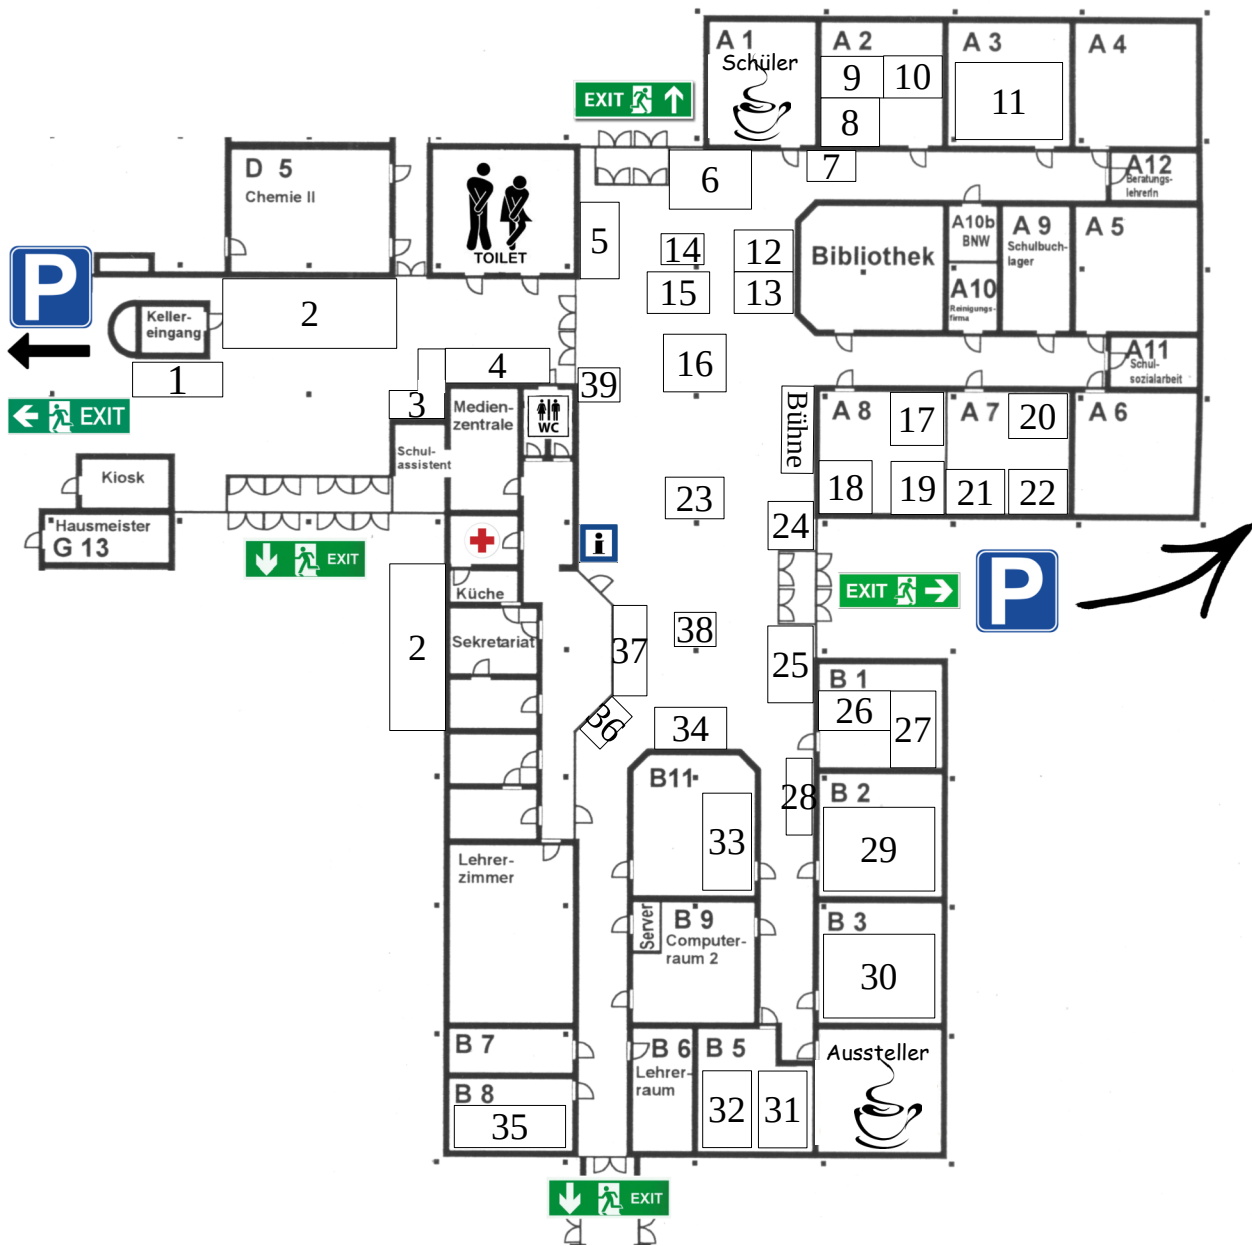 A 1
Schüler
A 2
9
10
8
A 3
11
A 4
EXIT
6
7
A12
Beratungs-
lehrerIn
D 5
Chemie II
TOILET
5
14
12
15
13
Bibliothek
A10b
BNW
A10
Reinigungs-
firma
A 9
Schulbuch-
lager
A 5
P
Keller-
eingang
2
1
EXIT
4
3
39
16
A11
Schul-
sozialarbeit
Medien-
zentrale
WC
Schul-
assistent
Bühne
A 8
17
18
19
A 7
20
21
22
A 6
Kiosk
Hausmeister
G 13
EXIT
23
24
i
EXIT
P
Küche
Sekretariat
2
37
38
25
36
34
B 1
26
27
B11
33
28
B 2
29
Lehrer-
zimmer
Server
B 9
Computer-
raum 2
B 3
30
B 7
B 8
35
B 6
Lehrer-
raum
B 5
32
31
Aussteller
EXIT